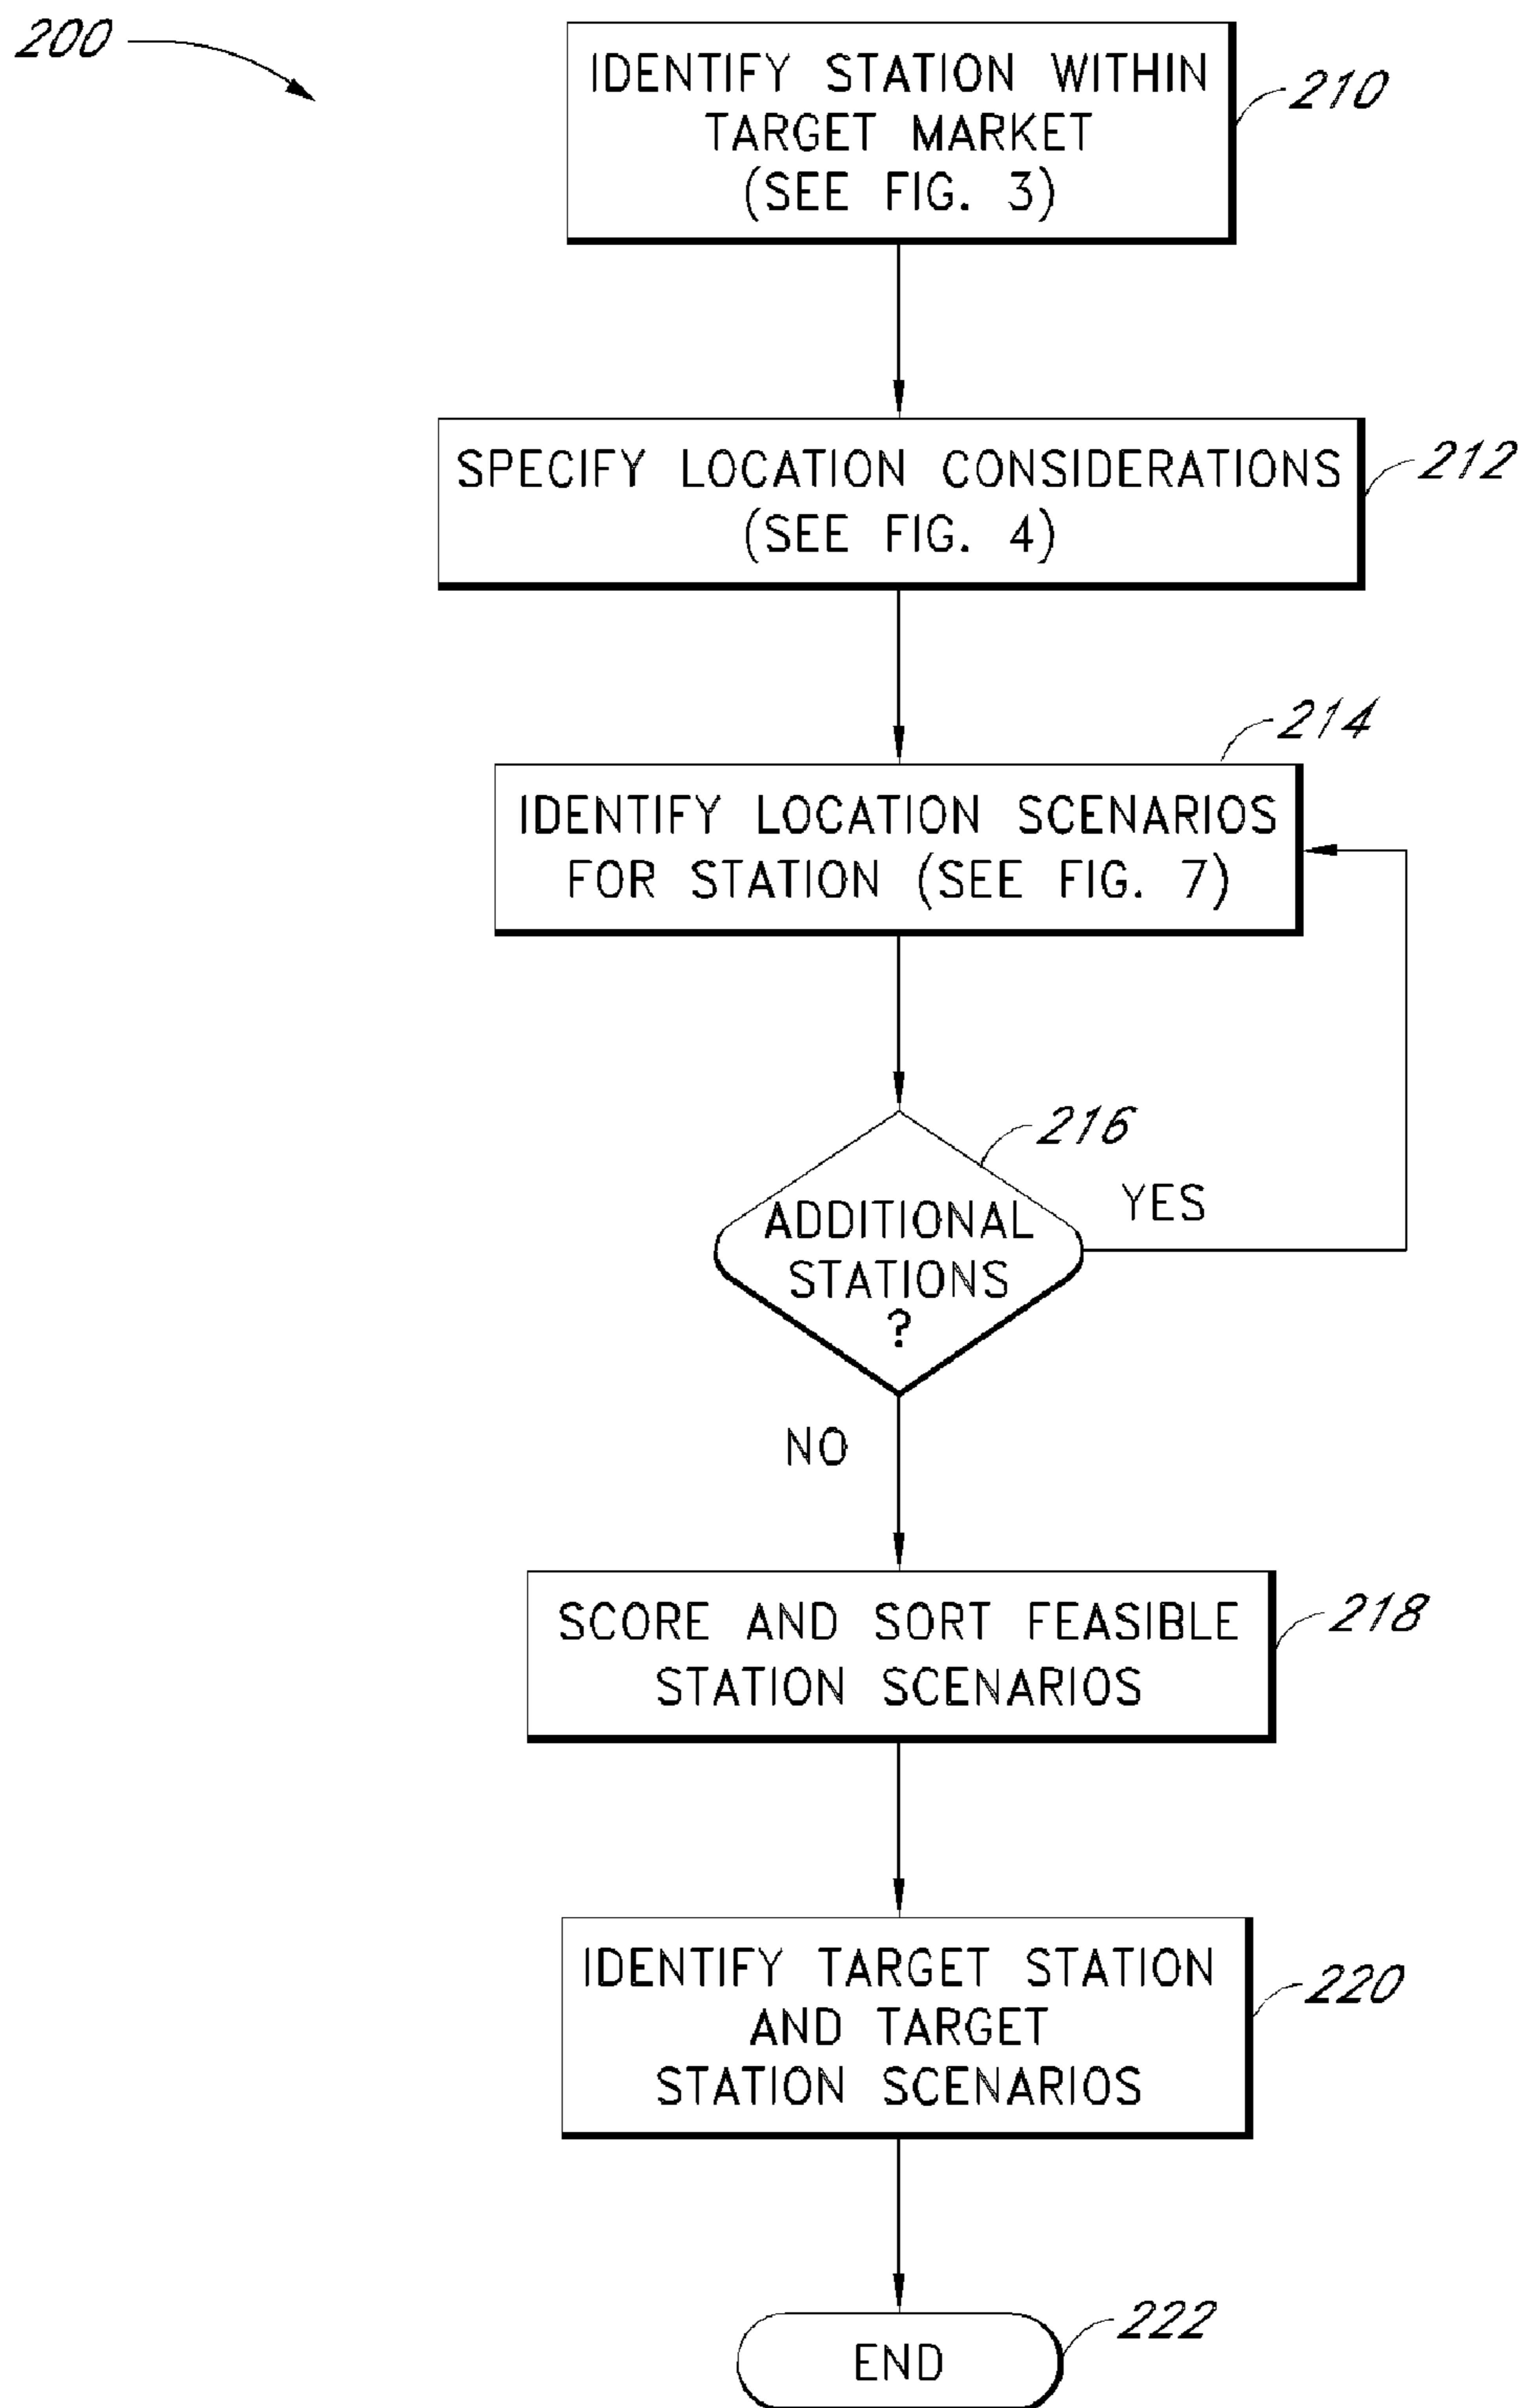 200
IDENTIFY STATION WITHIN
TARGET MARKET
(SEE FIG. 3)
210
SPECIFY LOCATION CONSIDERATIONS
(SEE FIG. 4)
212
214
IDENTIFY LOCATION SCENARIOS
FOR STATION (SEE FIG. 7)
216
ADDITIONAL
STATIONS
?
YES
NO
SCORE AND SORT FEASIBLE
STATION SCENARIOS
218
IDENTIFY TARGET STATION
AND TARGET
STATION SCENARIOS
220
END
222